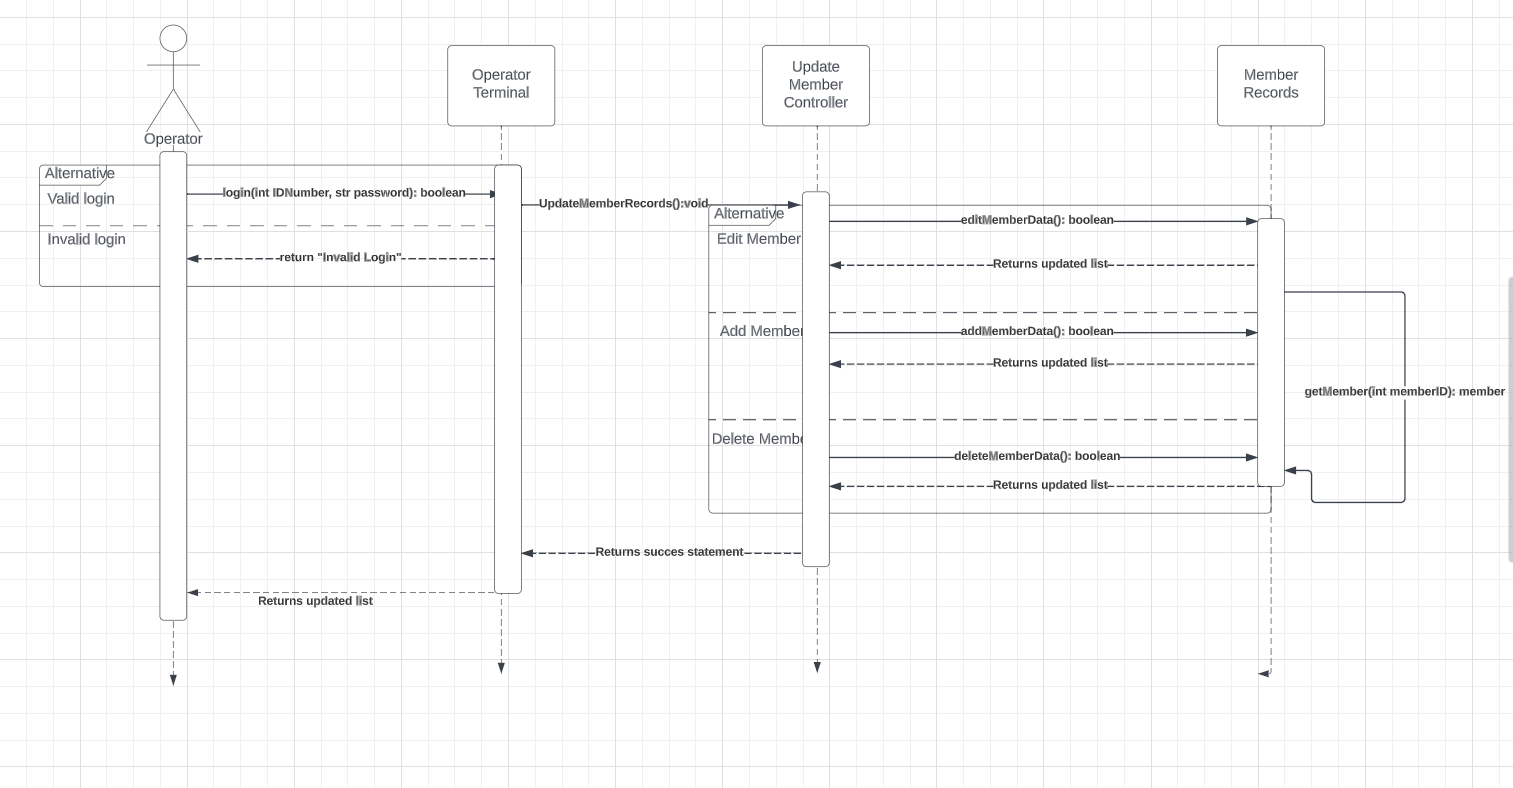 Operator
Terminal
Update
Member
Controller
Member
Records
Operator
Alternative
Valid login
login(int IDNumber, str password): boolean
UpdateMemberRecords():void
Alternative
Edit Member
editMemberData(): boolean
Invalid login
return "Invalid Login"
Returns updated list
Add Member
addMemberData(): boolean
Returns updated list
getMember(int memberID): member
Delete Membe
deleteMemberData(): boolean
Returns updated list
Returns succes statement
Returns updated list